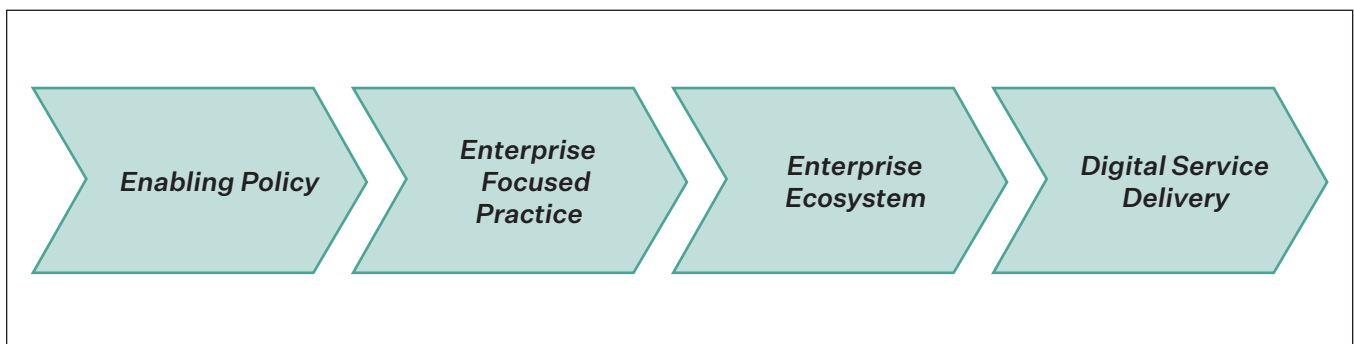 Enabling Policy
Enterprise
Focused
Practice
Enterprise
Ecosystem
Digital Service
Delivery